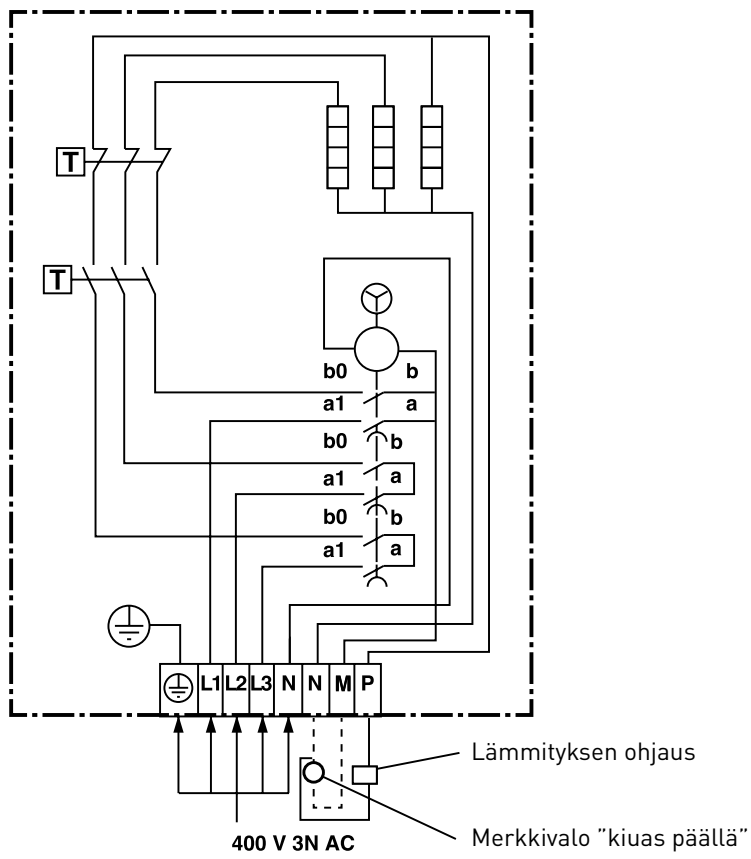 T
T
b0 b
a1 a
b0 b
a1 a
b0 b
a1 a
L1 L2 L3 N N M P
Lämmityksen ohjaus
400 V 3N AC
Merkkivalo ”kiuas päällä”